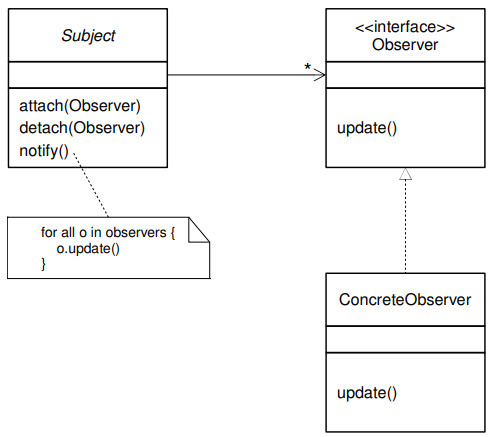 Subject
attach(Observer)
detach(Observer)
notify()
*
<<interface>>
Observer
update()
for all o in observers {
o.update()
}
ConcreteObserver
update()